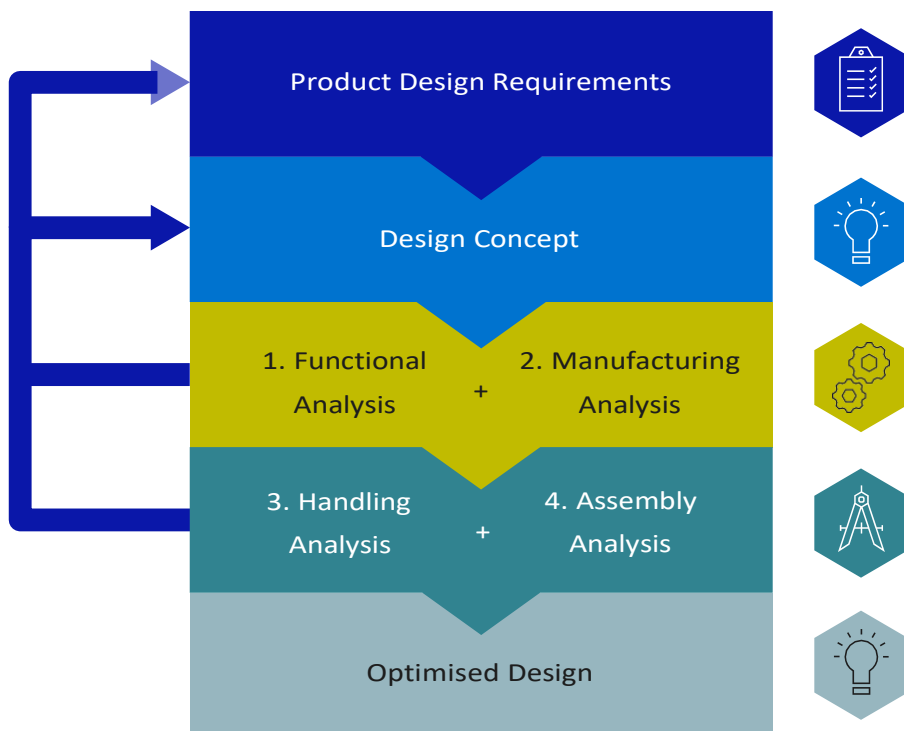 Product Design Requirements
Design Concept
1. Functional
Analysis
+
2. Manufacturing
Analysis
3. Handling
Analysis
+
4. Assembly
Analysis
Optimised Design